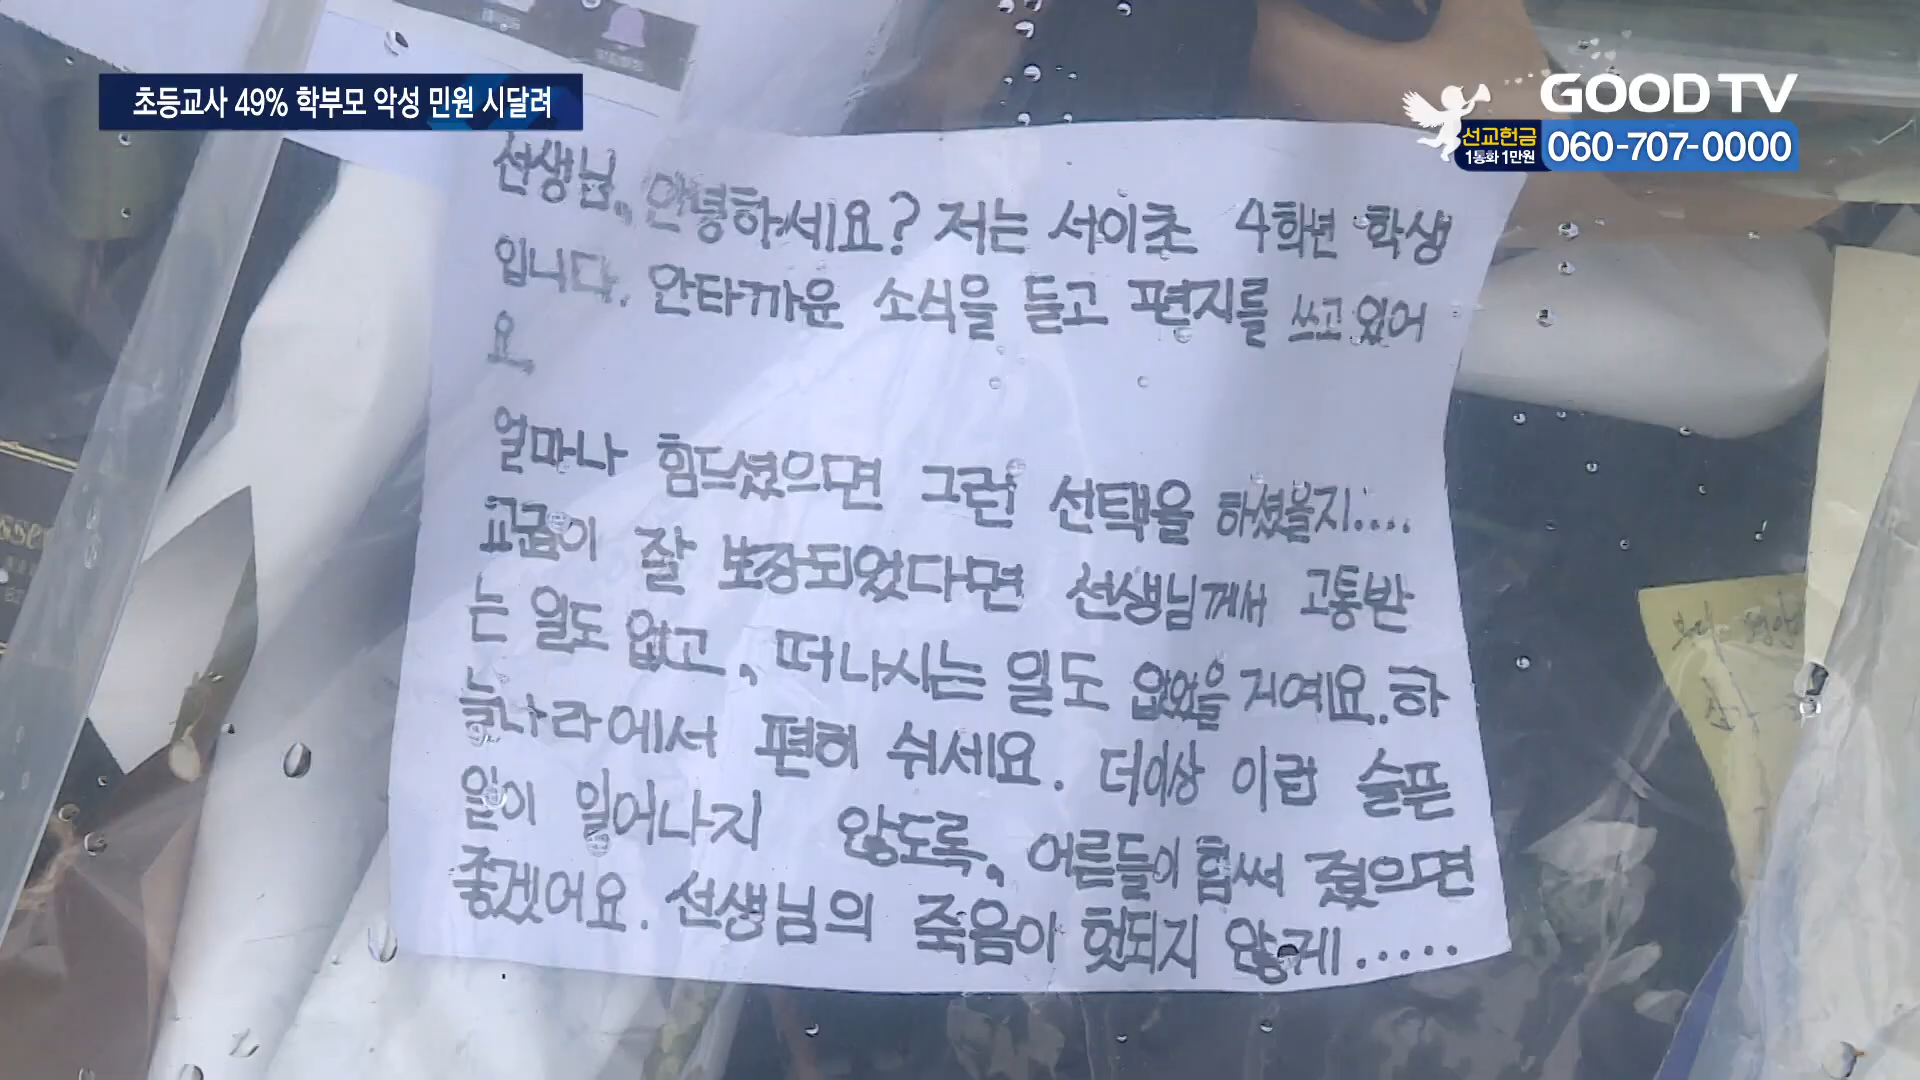 초등교사 49% 학부모 악성 민원 시달려
GOOD TV
선교헌금
1통화 1만원
060-707-0000
선생님, 안녕하세요? 저는 서이초 4학년 학생
입니다. 안타까운 소식을 듣고 편지를 쓰고 있어
요.
얼마나 힘드셨으면 그런 선택을 하셨을지....
교굽이 잘 보장되었다면 선생님께서 고통받
는 일도 없고, 떠나시는 일도 없었을 거예요. 하
늘나라에서 편히 쉬세요. 더이상 이런 슬픈
일이 일어나지 않도록, 어른들이 힘써 줬으면
좋겠어요. 선생님의 죽음이 헛되지 않게.....